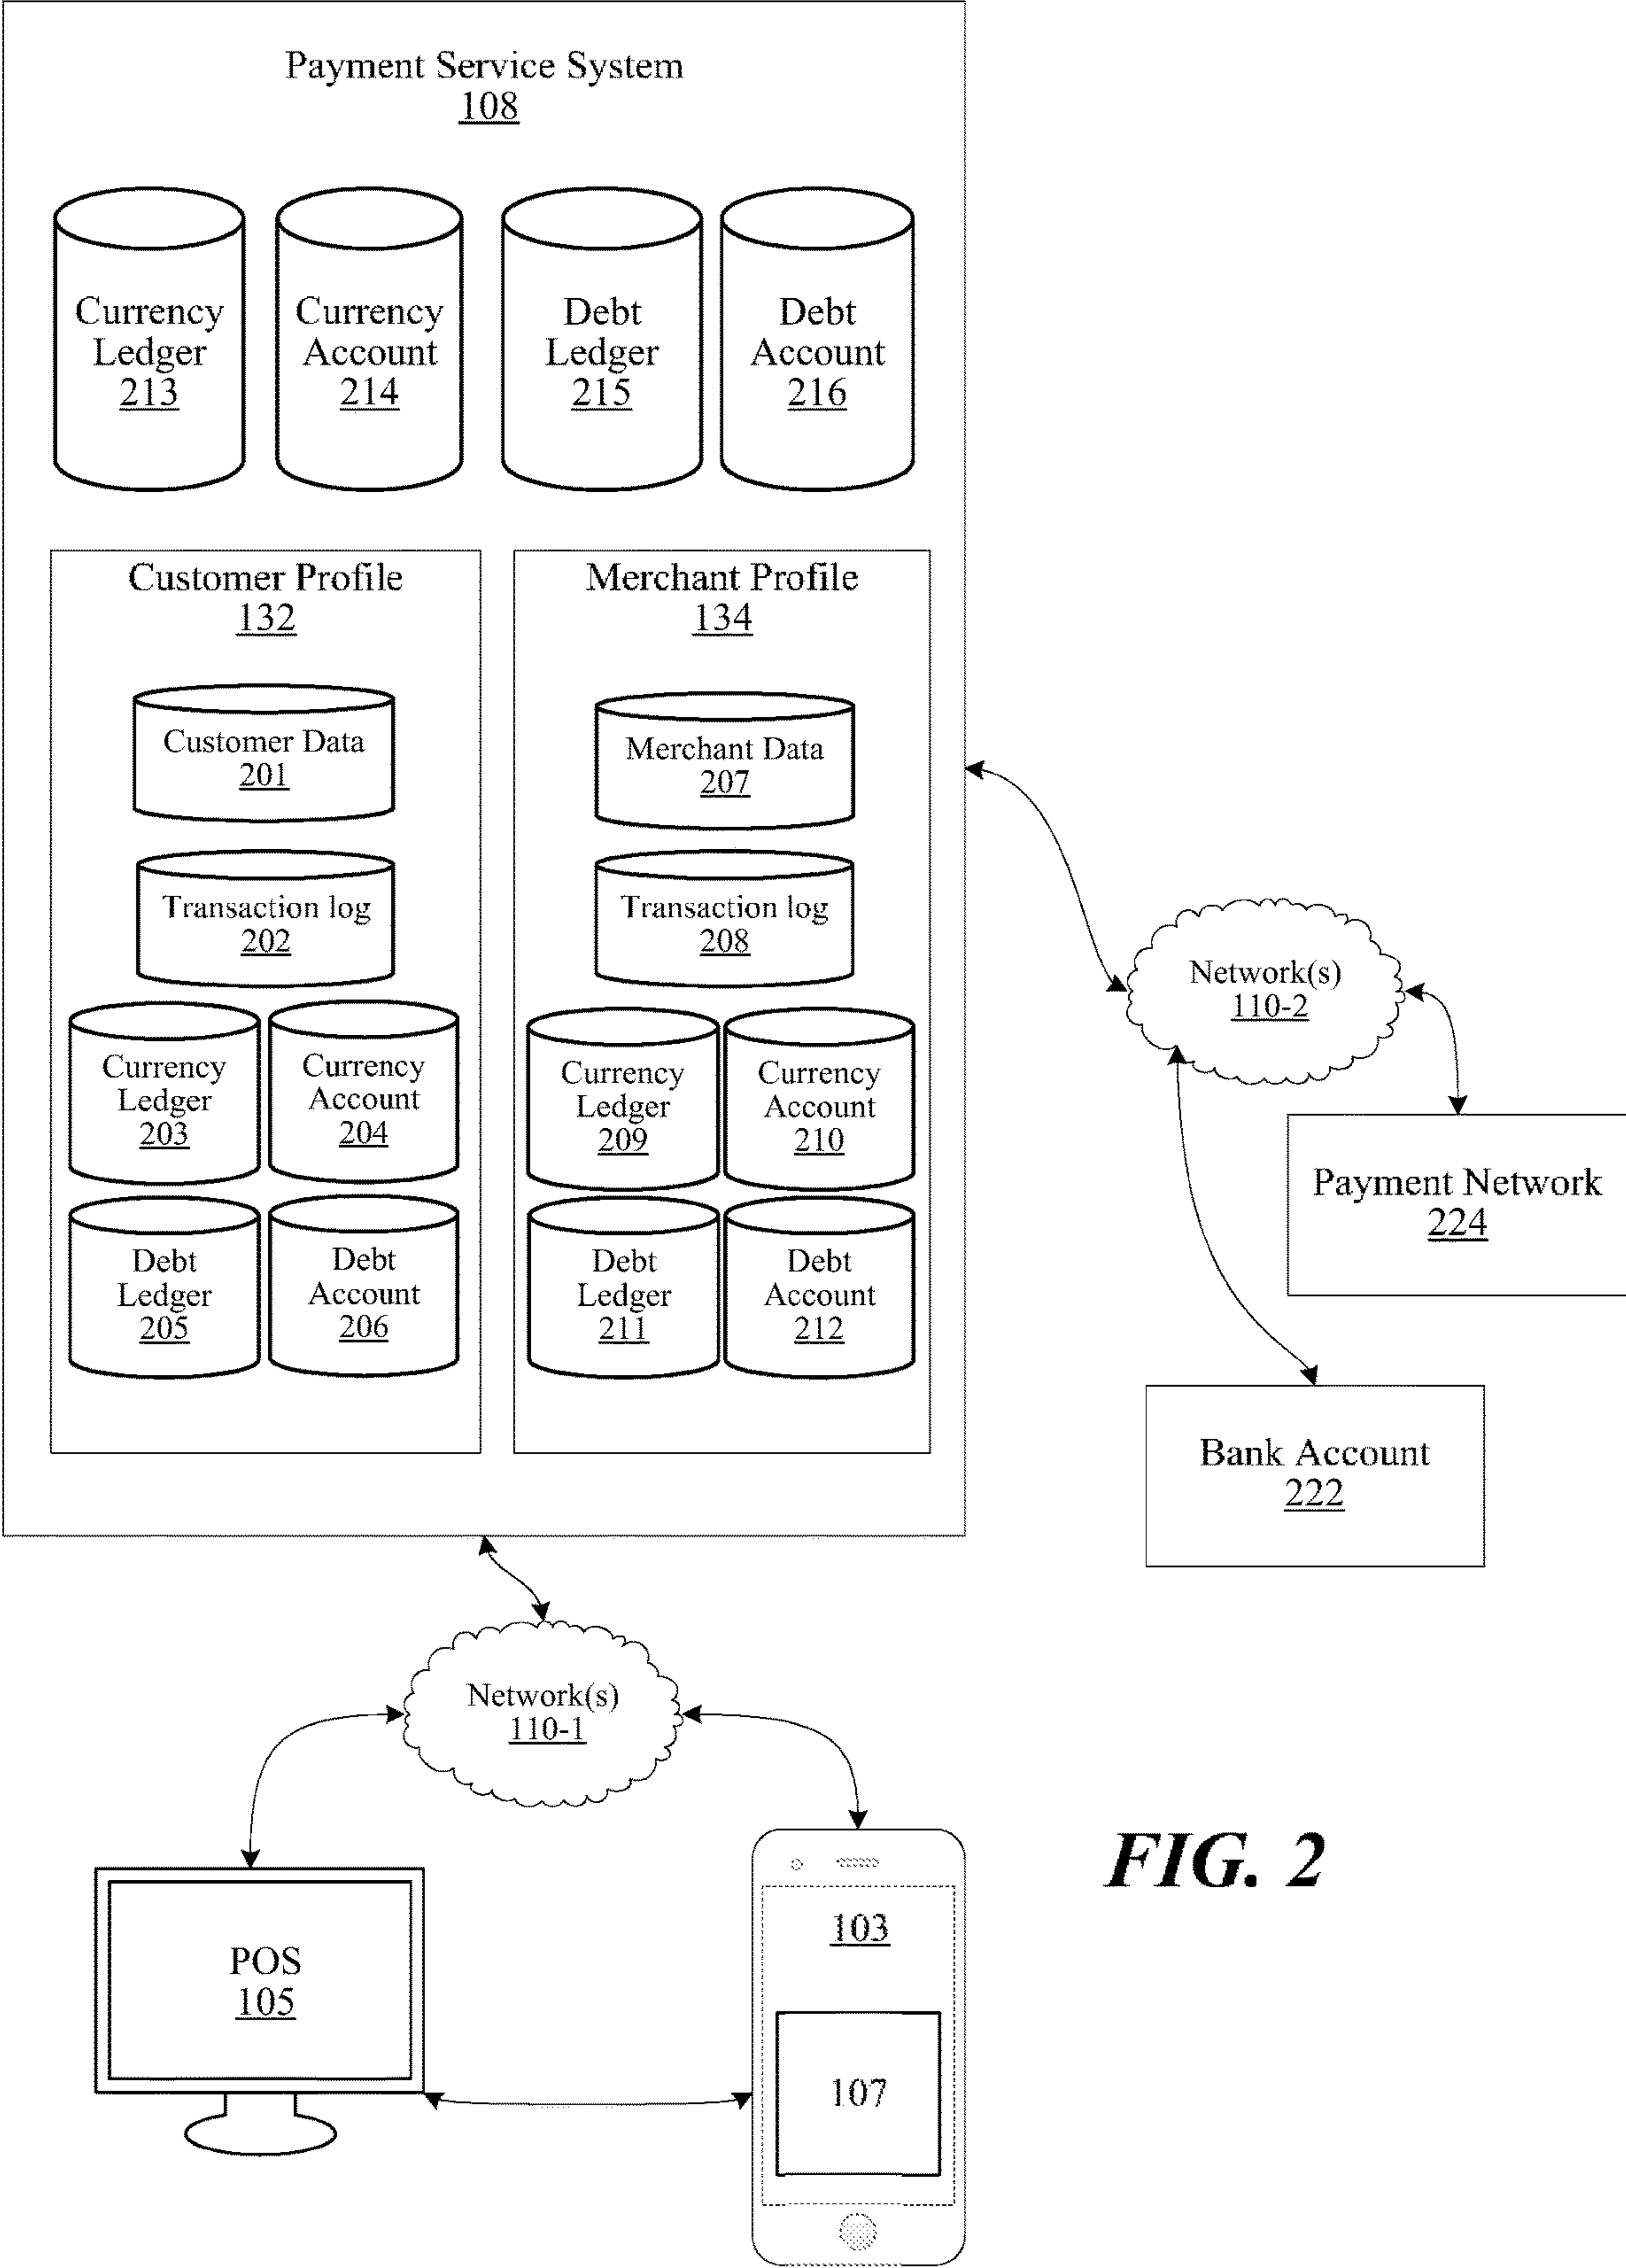 Payment Service System
108
Currency
Ledger
213
Currency
Account
214
Debt
Ledger
215
Debt
Account
216
Customer Profile
132
Customer Data
201
Transaction log
202
Currency
Ledger
203
Currency
Account
204
Debt
Ledger
205
Debt
Account
206
Merchant Profile
134
Merchant Data
207
Transaction log
208
Currency
Ledger
209
Currency
Account
210
Debt
Ledger
211
Debt
Account
212
Network(s)
110-2
Payment Network
224
Bank Account
222
Network(s)
110-1
POS
105
103
107
FIG. 2